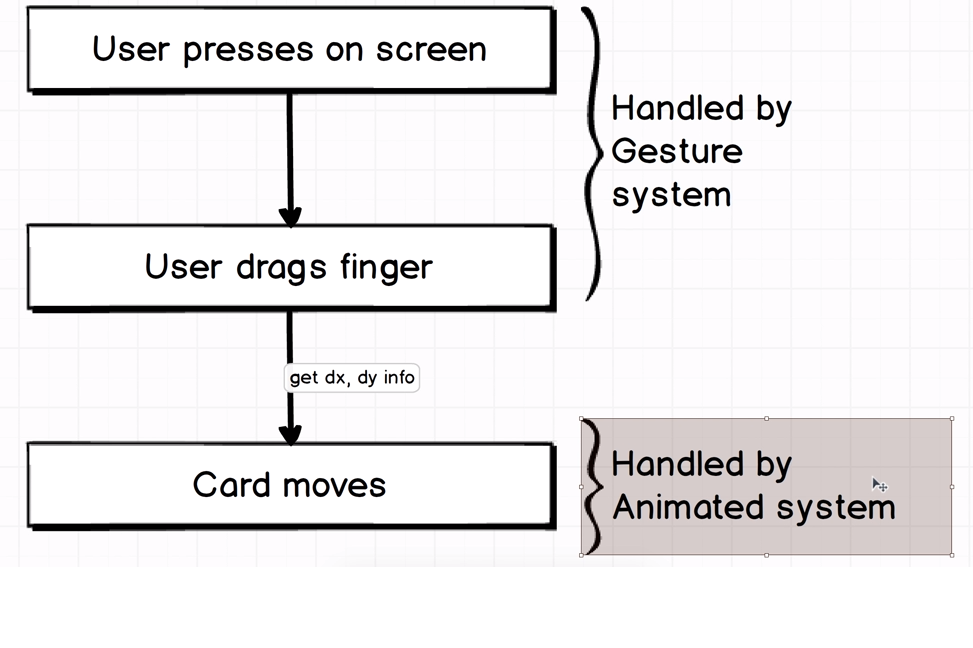 User presses on screen
Handled by
Gesture
system
User drags finger
get dx, dy info
Card moves
Handled by
Animated system